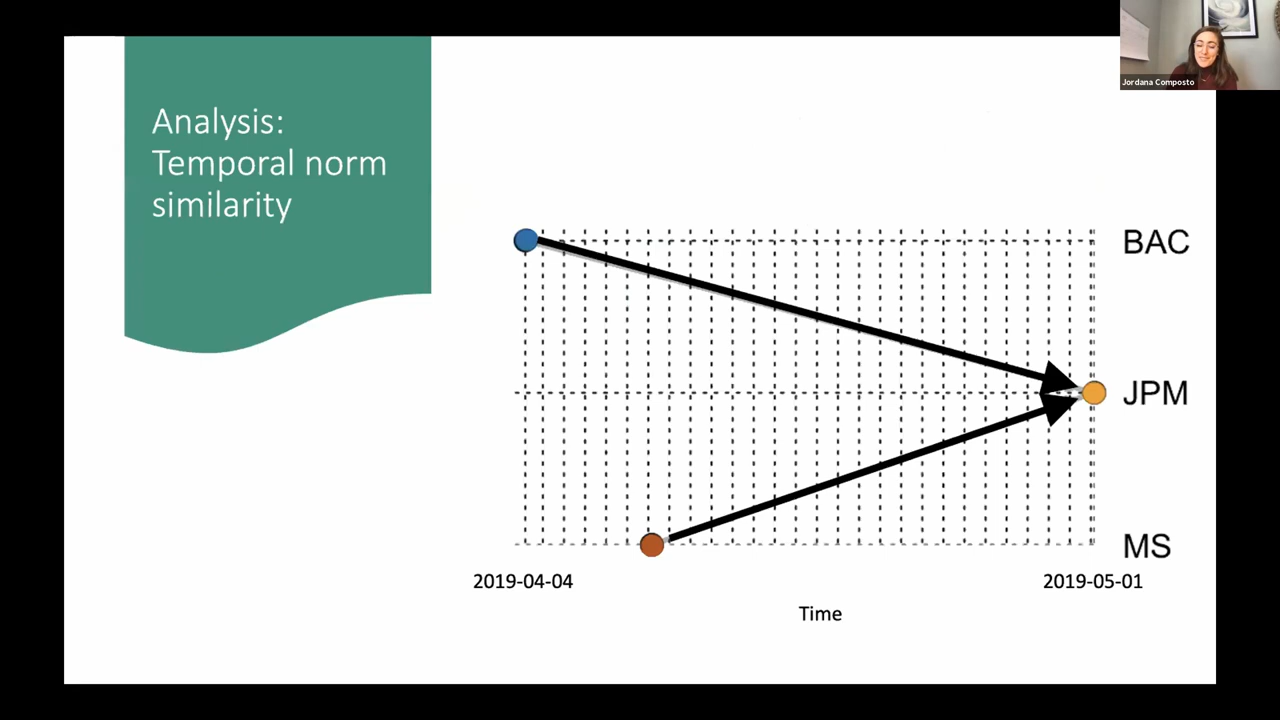 Analysis:
Temporal norm
similarity
Jordana Composto
BAC
JPM
MS
2019-04-04
2019-05-01
Time